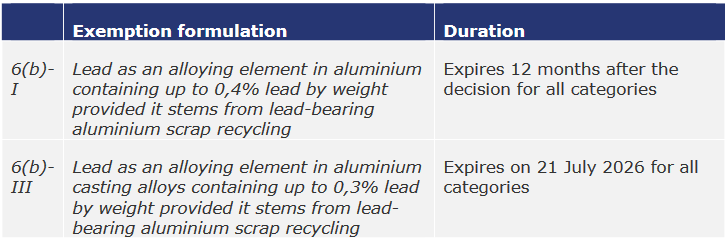 Exemption formulation Duration
6(b)- Lead as an alloying element in aluminium Expires 12 months after the
I containing up to 0,4% lead by weight decision for all categories
provided it stems from lead-bearing
aluminium scrap recycling
6(b)- Lead as an alloying element in aluminium Expires on 21 July 2026 for all
III casting alloys containing up to 0,3% lead categories
by weight provided it stems from lead-
bearing aluminium scrap recycling